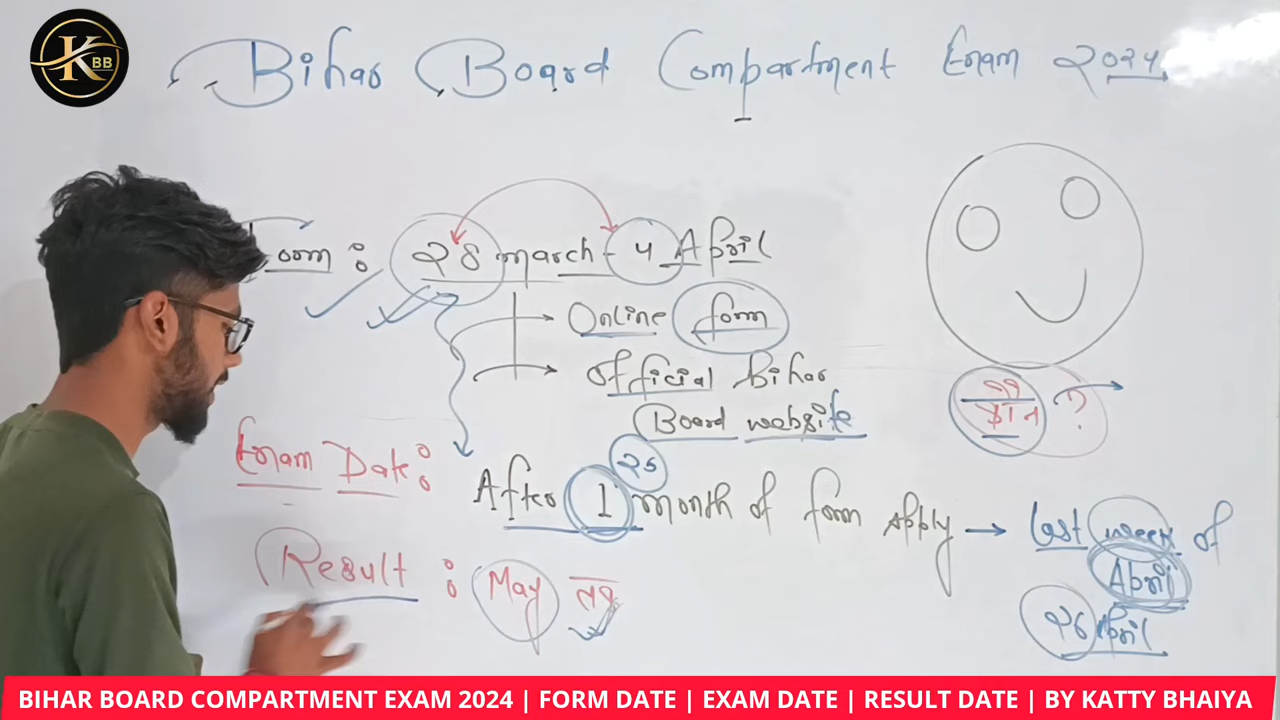 K BB
Bihar Board Compartment Exam 2024
Form :
28 march - 4 April
Online form
Official Bihar
Board website
Exam Date :
25
After 1 month of form apply → last week of
Abril
26 April
Result : May तक
?
BIHAR BOARD COMPARTMENT EXAM 2024 | FORM DATE | EXAM DATE | RESULT DATE | BY KATTY BHAIYA